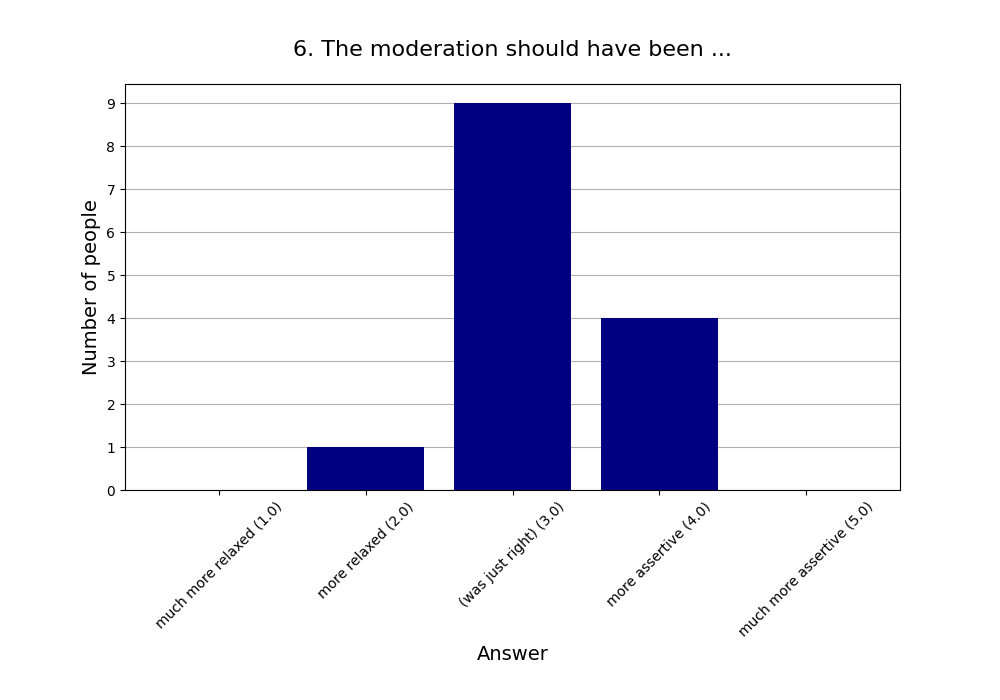 6. The moderation should have been ...
Number of people
9
8
7
6
5
4
3
2
1
0
much more relaxed (1.0)
more relaxed (2.0)
(was just right) (3.0)
more assertive (4.0)
much more assertive (5.0)
Answer